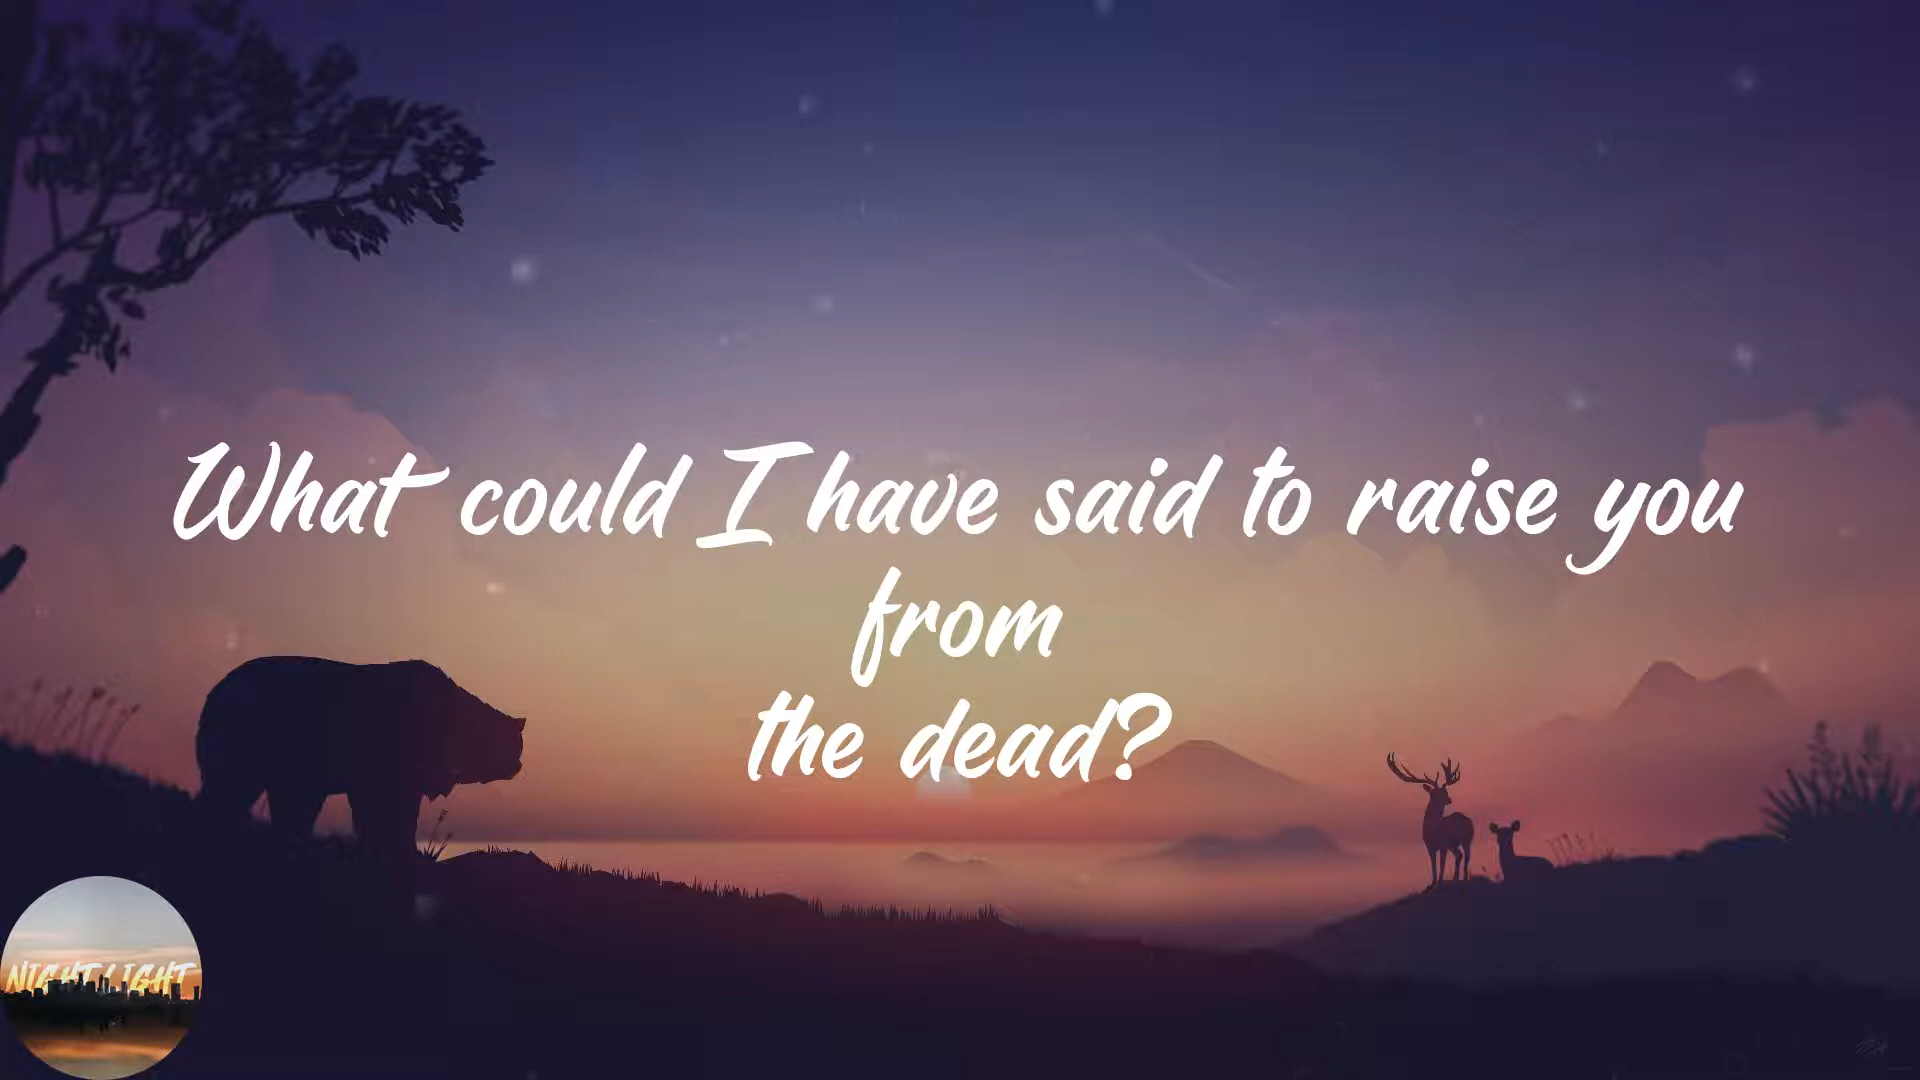 What could I have said to raise you
from
the dead?
NIGHT LIGHT